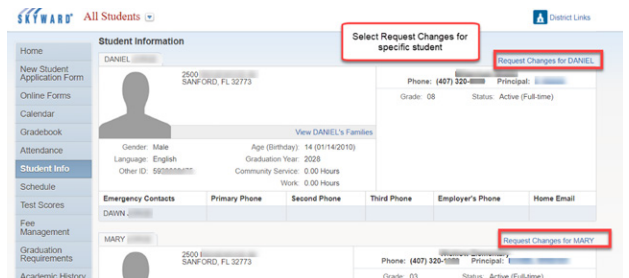 SKYWARD® All Students
District Links
Home
New Student
Application Form
Online Forms
Calendar
Gradebook
Attendance
Student Info
Schedule
Test Scores
Fee
Management
Graduation
Requirements
Academic History
Student Information
Select Request Changes for
specific student
DANIEL
Request Changes for DANIEL
2500
SANFORD, FL 32773
Phone: (407) 320- Principal:
Grade: 08 Status: Active (Full-time)
View DANIEL's Families
Gender: Male Age (Birthday): 14 (01/14/2010)
Language: English Graduation Year: 2028
Other ID: Community Service: 0.00 Hours
Work: 0.00 Hours
Emergency Contacts Primary Phone Second Phone Third Phone Employer's Phone Home Email
DAWN
MARY
Request Changes for MARY
2500
SANFORD, FL 32773
Elementary
Phone: (407) 320- Principal:
Grade: 03 Status: Active (Full-time)